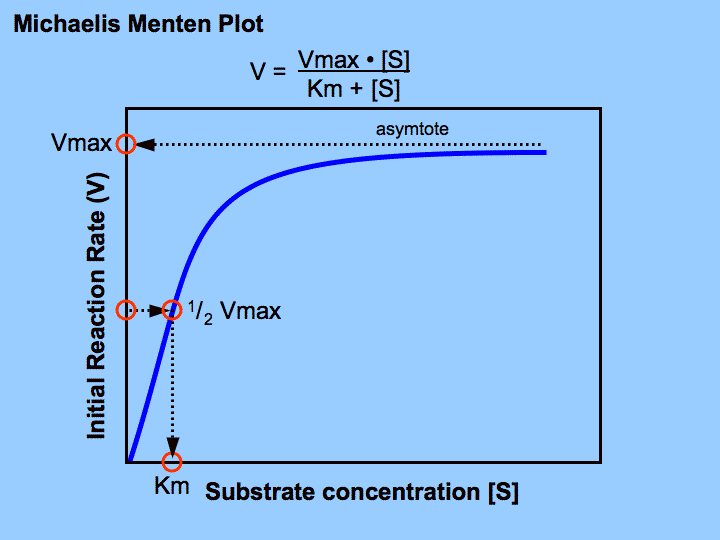 Michaelis Menten Plot
V = Vmax • [S]
Km + [S]
asymtote
Vmax
Initial Reaction Rate (V)
1/2 Vmax
Km
Substrate concentration [S]